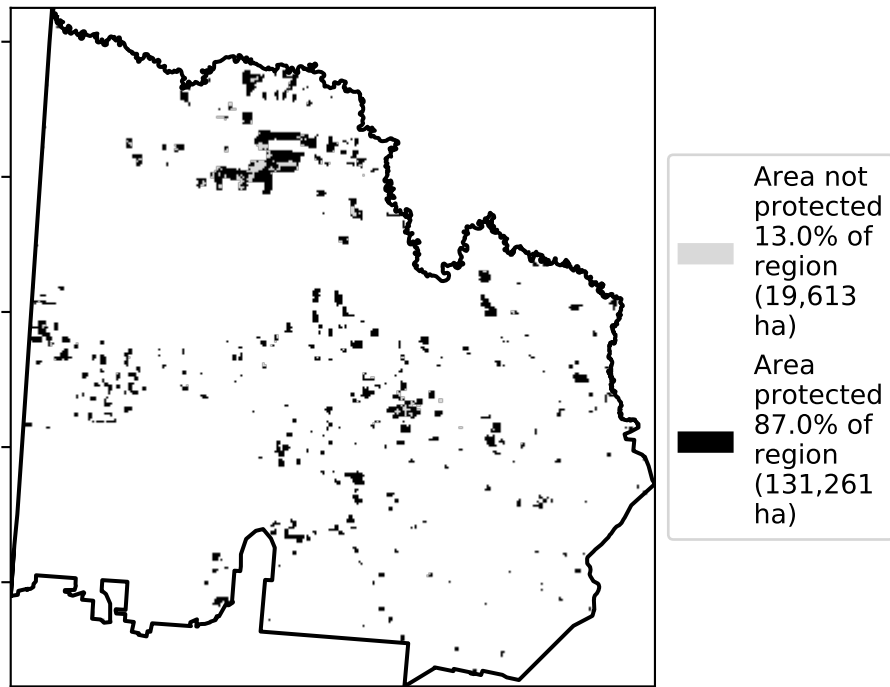 Area not
protected
13.0% of
region
(19,613
ha)
Area
protected
87.0% of
region
(131,261
ha)